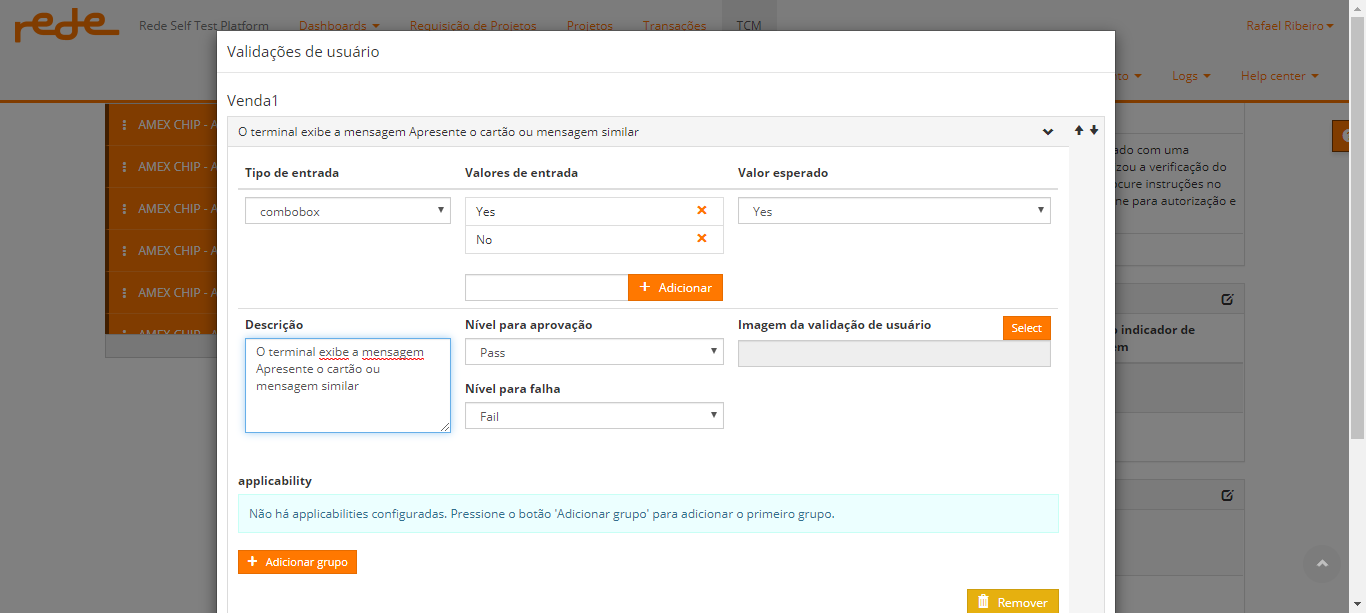 rede Rede Self Test Platform Dashboards Requisição de Projetos Projetos Transações TCM Rafael Ribeiro
Validações de usuário
Logs Help center
Venda1
AMEX CHIP - A
O terminal exibe a mensagem Apresente o cartão ou mensagem similar
ado com uma
AMEX CHIP - A
zou a verificação do
Tipo de entrada Valores de entrada Valor esperado
cure instruções no
ne para autorização e
AMEX CHIP - A
combobox Yes Yes
No
AMEX CHIP - A
Adicionar
AMEX CHIP - A
Descrição Nível para aprovação Imagem da validação de usuário Select
o indicador de
AMEX CHIP - A
em
O terminal exibe a mensagem
Apresente o cartão ou
mensagem similar
Pass
Nível para falha
Fail
applicability
Não há applicabilities configuradas. Pressione o botão 'Adicionar grupo' para adicionar o primeiro grupo.
Adicionar grupo
Remover